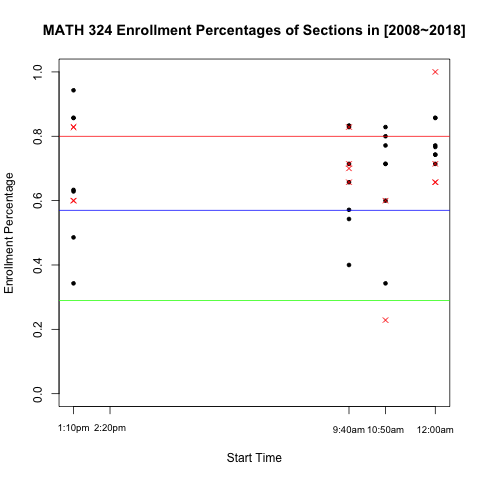 MATH 324 Enrollment Percentages of Sections in [2008~2018]
Enrollment Percentage
1.0
0.8
0.6
0.4
0.2
0.0
1:10pm 2:20pm 9:40am 10:50am 12:00am
Start Time